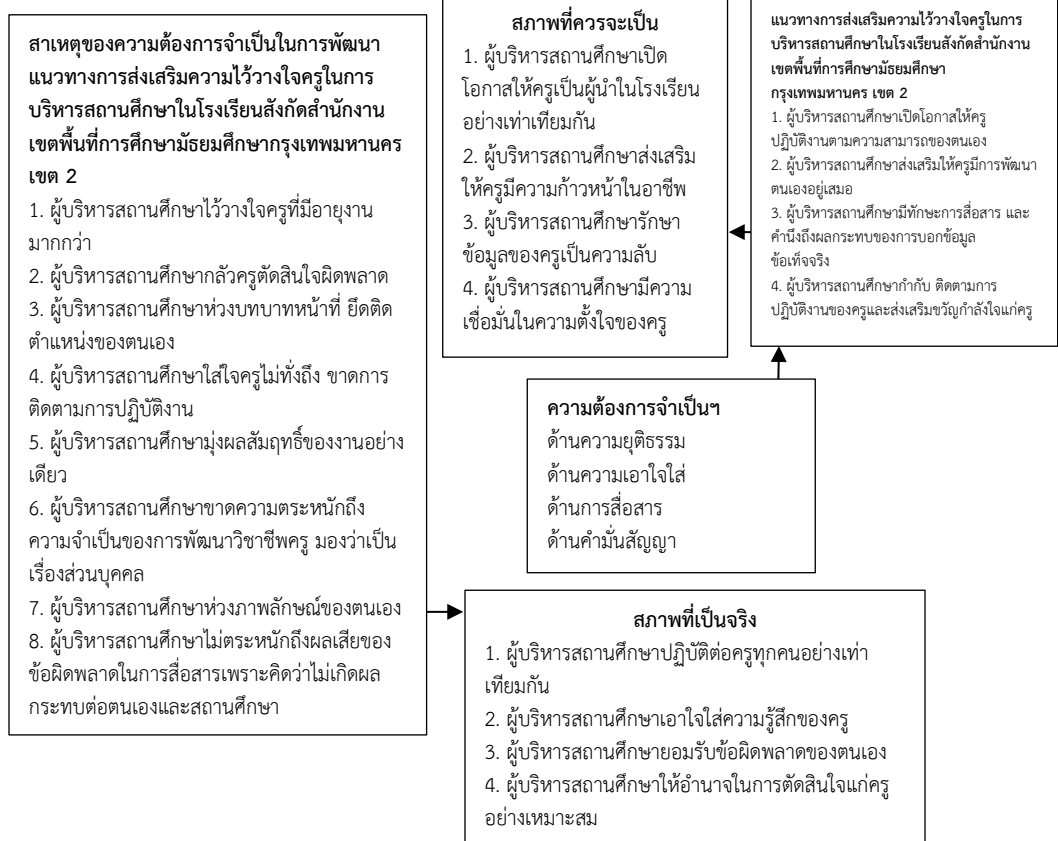 สาเหตุของความต้องการจำเป็นในการพัฒนา
แนวทางการส่งเสริมความไว้วางใจครูในการ
บริหารสถานศึกษาในโรงเรียนสังกัดสำนักงาน
เขตพื้นที่การศึกษามัธยมศึกษากรุงเทพมหานคร
เขต 2
1. ผู้บริหารสถานศึกษาไว้วางใจครูที่มีอายุงาน
มากกว่า
2. ผู้บริหารสถานศึกษากลัวครูตัดสินใจผิดพลาด
3. ผู้บริหารสถานศึกษาห่วงบทบาทหน้าที่ ยึดติด
ตำแหน่งของตนเอง
4. ผู้บริหารสถานศึกษาใส่ใจครูไม่ทั่งถึง ขาดการ
ติดตามการปฏิบัติงาน
5. ผู้บริหารสถานศึกษามุ่งผลสัมฤทธิ์ของงานอย่าง
เดียว
6. ผู้บริหารสถานศึกษาขาดความตระหนักถึง
ความจำเป็นของการพัฒนาวิชาชีพครู มองว่าเป็น
เรื่องส่วนบุคคล
7. ผู้บริหารสถานศึกษาห่วงภาพลักษณ์ของตนเอง
8. ผู้บริหารสถานศึกษาไม่ตระหนักถึงผลเสียของ
ข้อผิดพลาดในการสื่อสารเพราะคิดว่าไม่เกิดผล
กระทบต่อตนเองและสถานศึกษา
สภาพที่ควรจะเป็น
1. ผู้บริหารสถานศึกษาเปิด
โอกาสให้ครูเป็นผู้นำในโรงเรียน
อย่างเท่าเทียมกัน
2. ผู้บริหารสถานศึกษาส่งเสริม
ให้ครูมีความก้าวหน้าในอาชีพ
3. ผู้บริหารสถานศึกษารักษา
ข้อมูลของครูเป็นความลับ
4. ผู้บริหารสถานศึกษามีความ
เชื่อมั่นในความตั้งใจของครู
แนวทางการส่งเสริมความไว้วางใจครูในการ
บริหารสถานศึกษาในโรงเรียนสังกัดสำนักงาน
เขตพื้นที่การศึกษามัธยมศึกษา
กรุงเทพมหานคร เขต 2
1. ผู้บริหารสถานศึกษาเปิดโอกาสให้ครู
ปฏิบัติงานตามความสามารถของตนเอง
2. ผู้บริหารสถานศึกษาส่งเสริมให้ครูมีการพัฒนา
ตนเองอยู่เสมอ
3. ผู้บริหารสถานศึกษามีทักษะการสื่อสาร และ
คำนึงถึงผลกระทบของการบอกข้อมูล
ข้อเท็จจริง
4. ผู้บริหารสถานศึกษากำกับ ติดตามการ
ปฏิบัติงานของครูและส่งเสริมขวัญกำลังใจแก่ครู
ความต้องการจำเป็นฯ
ด้านความยุติธรรม
ด้านความเอาใจใส่
ด้านการสื่อสาร
ด้านคำมั่นสัญญา
สภาพที่เป็นจริง
1. ผู้บริหารสถานศึกษาปฏิบัติต่อครูทุกคนอย่างเท่า
เทียมกัน
2. ผู้บริหารสถานศึกษาเอาใจใส่ความรู้สึกของครู
3. ผู้บริหารสถานศึกษายอมรับข้อผิดพลาดของตนเอง
4. ผู้บริหารสถานศึกษาให้อำนาจในการตัดสินใจแก่ครู
อย่างเหมาะสม